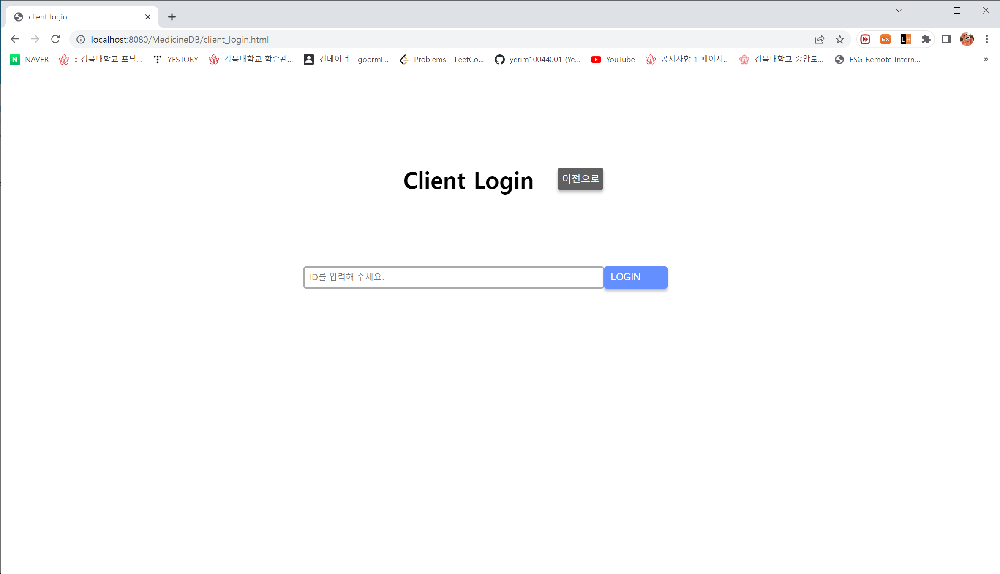 client login
localhost:8080/MedicineDB/client_login.html
EX
LH
N NAVER :: 경북대학교 포털... YESTORY 경북대학교 학습관... 컨테이너 - goorml... Problems - LeetCo... yerim10044001 (Ye... YouTube 공지사항 1 페이지... 경북대학교 중앙도... ESG Remote Intern... »
Client Login 이전으로
ID를 입력해 주세요. LOGIN